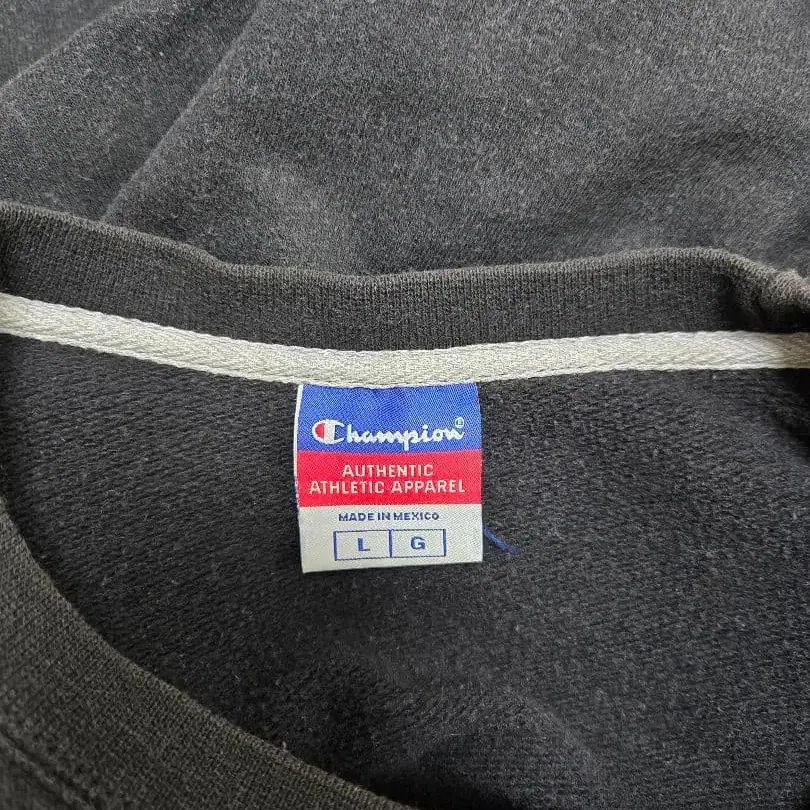 Champion®
AUTHENTIC
ATHLETIC APPAREL
MADE IN MEXICO
L G